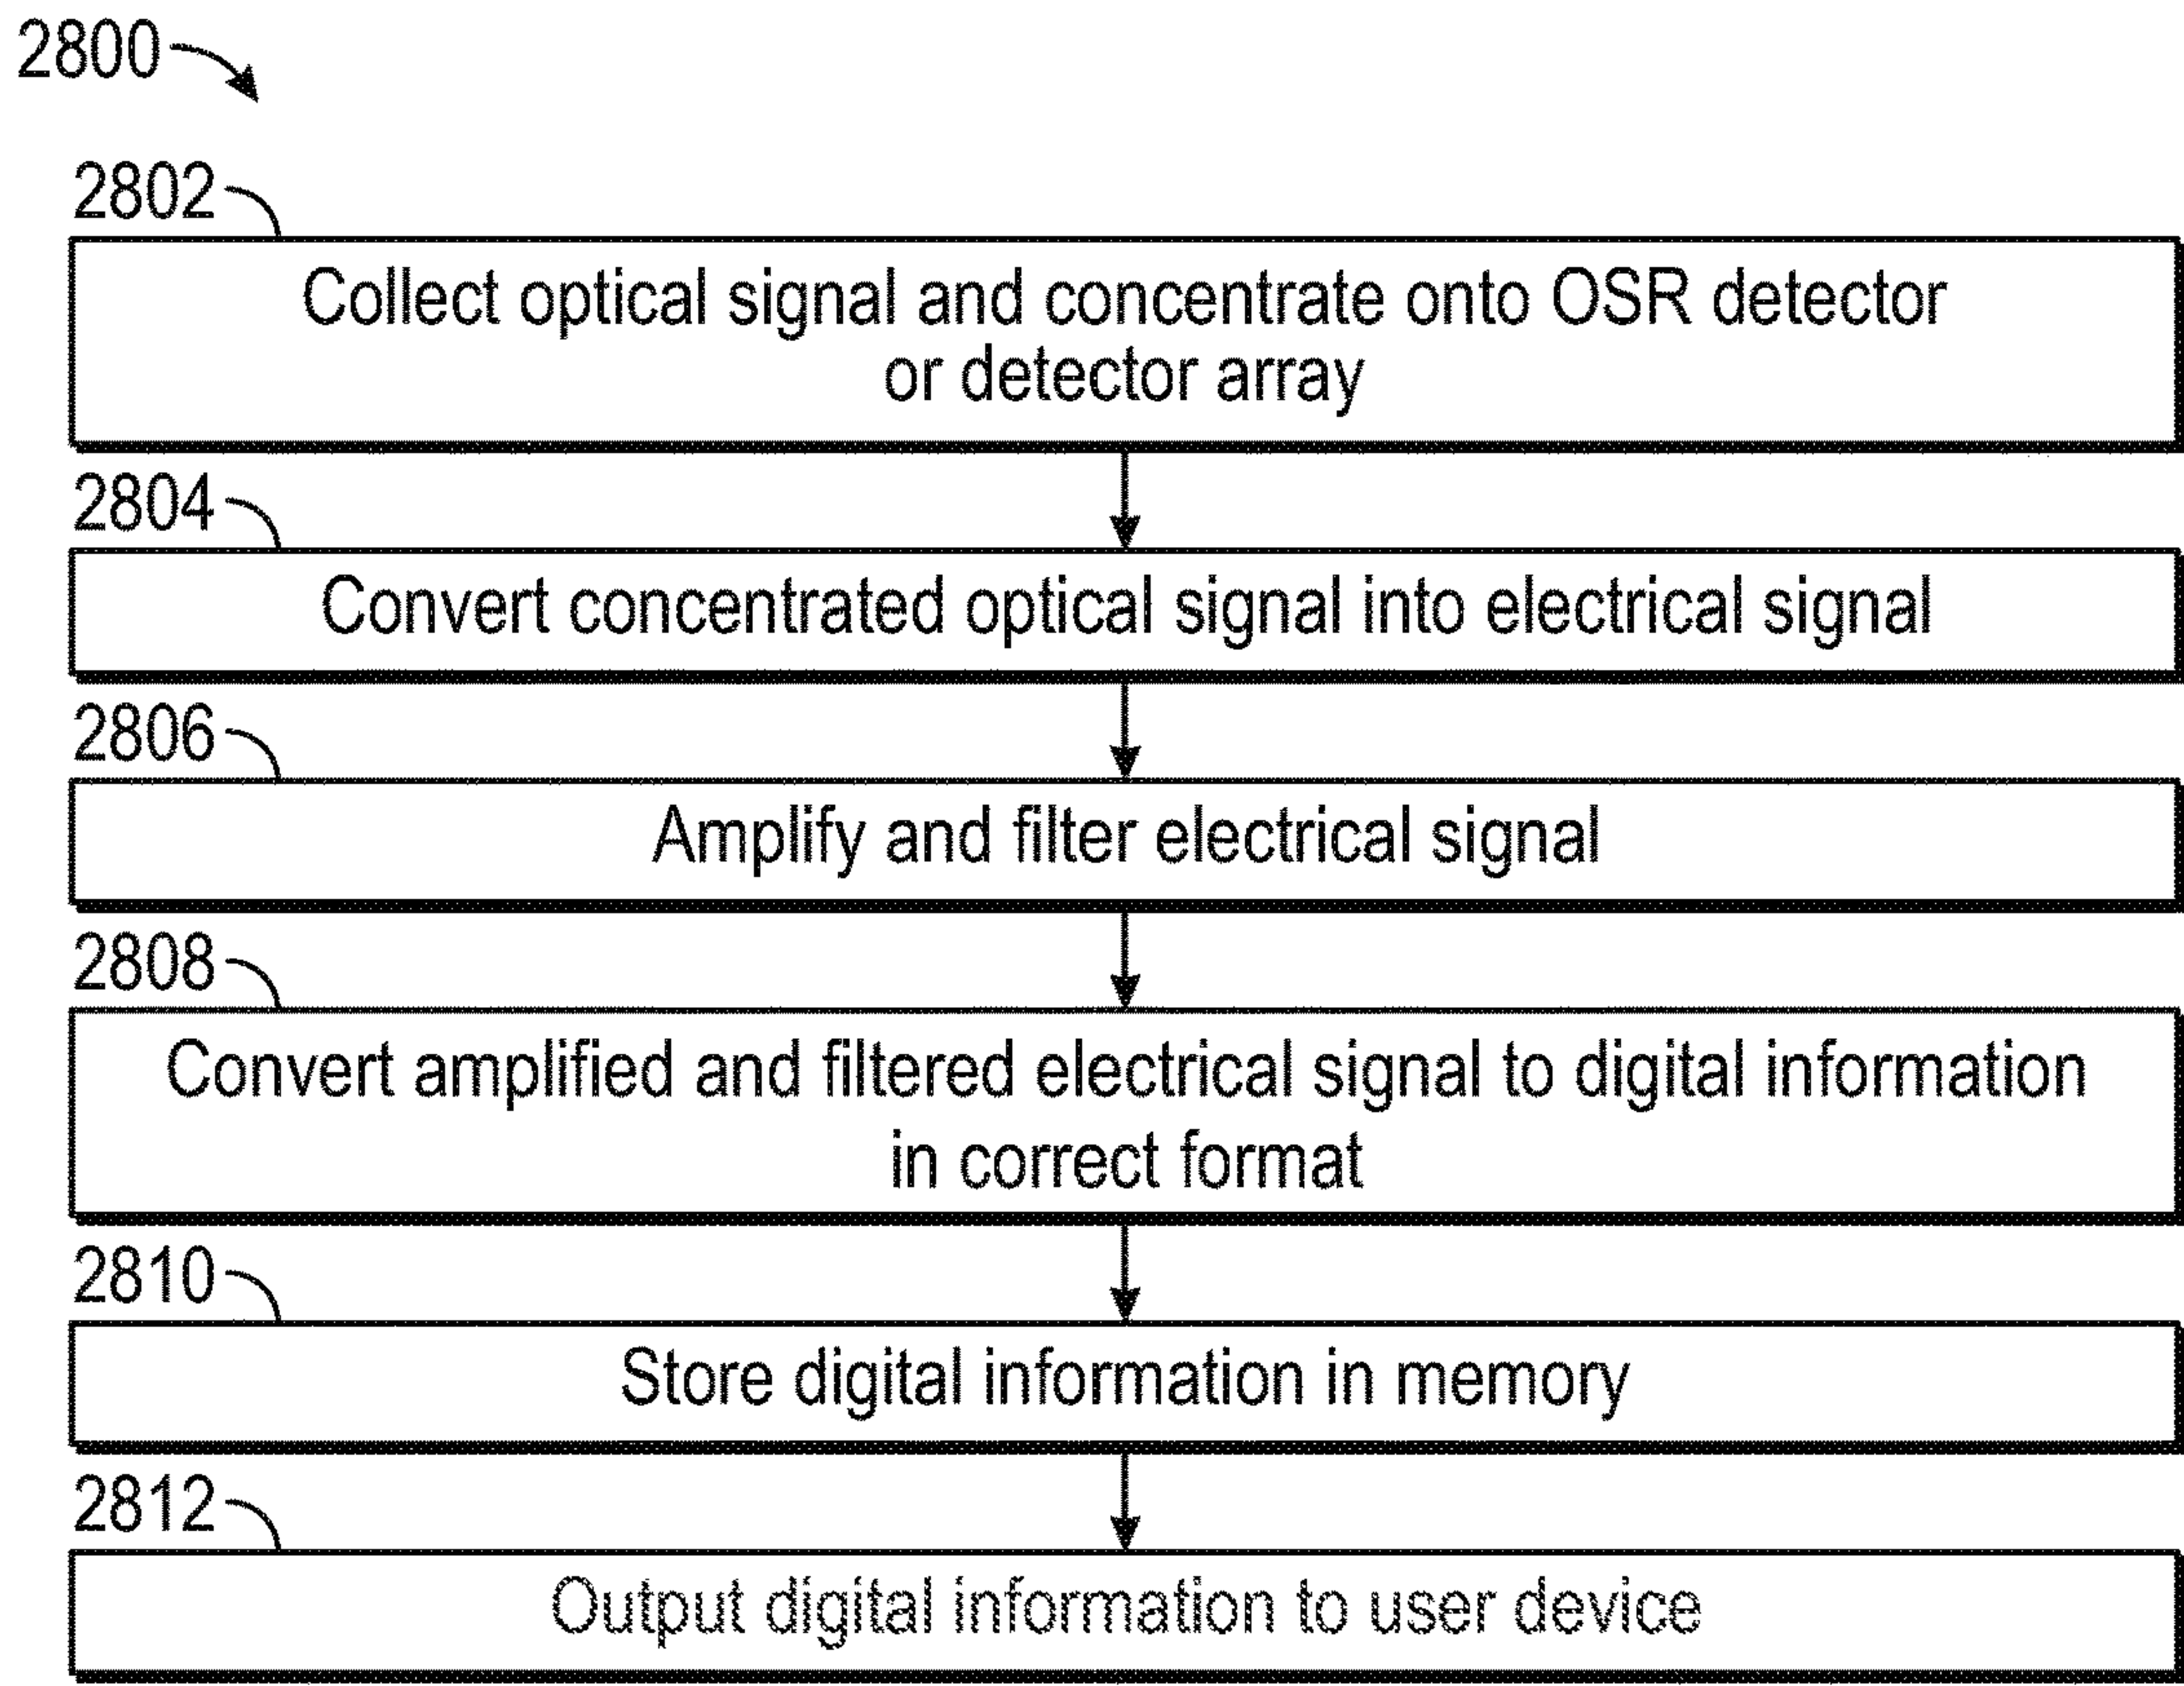 2800
2802
Collect optical signal and concentrate onto OSR detector
or detector array
2804
Convert concentrated optical signal into electrical signal
2806
Amplify and filter electrical signal
2808
Convert amplified and filtered electrical signal to digital information
in correct format
2810
Store digital information in memory
2812
Output digital information to user device